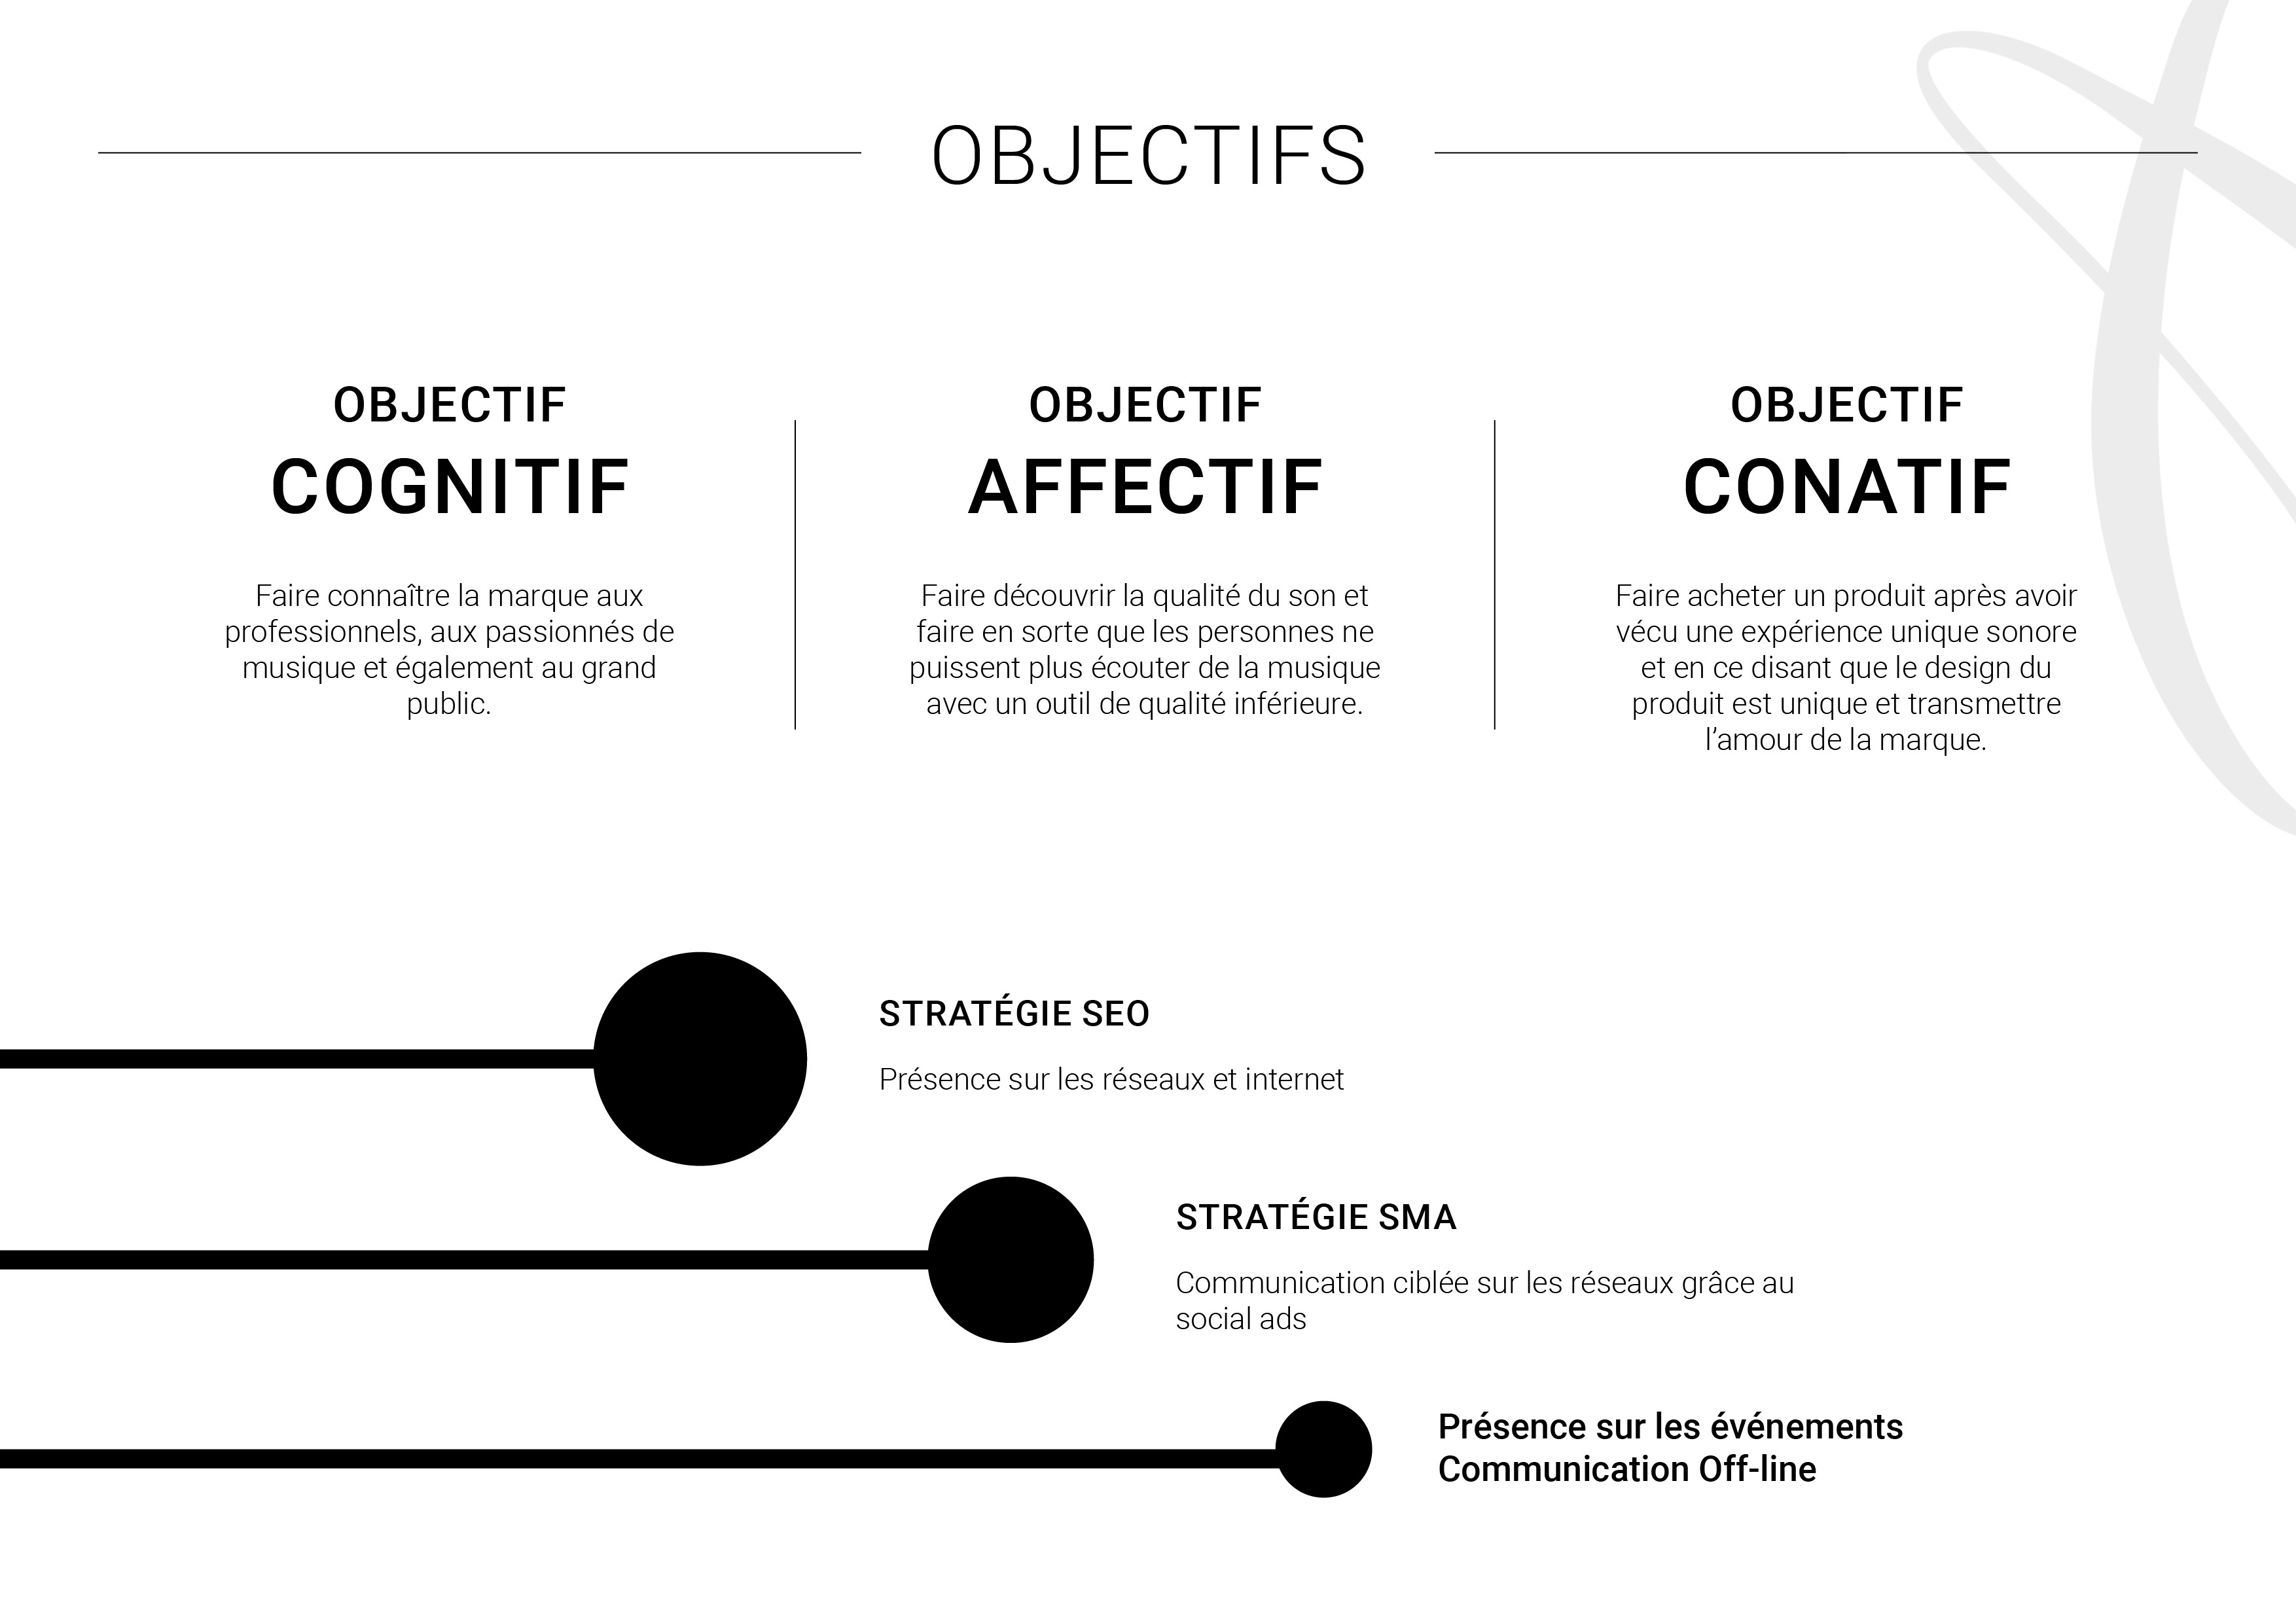 OBJECTIFS
OBJECTIF
COGNITIF
Faire connaître la marque aux
professionnels, aux passionnés de
musique et également au grand
public.
OBJECTIF
AFFECTIF
Faire découvrir la qualité du son et
faire en sorte que les personnes ne
puissent plus écouter de la musique
avec un outil de qualité inférieure.
OBJECTIF
CONATIF
Faire acheter un produit après avoir
vécu une expérience unique sonore
et en ce disant que le design du
produit est unique et transmettre
l’amour de la marque.
STRATÉGIE SEO
Présence sur les réseaux et internet
STRATÉGIE SMA
Communication ciblée sur les réseaux grâce au
social ads
Présence sur les événements
Communication Off-line